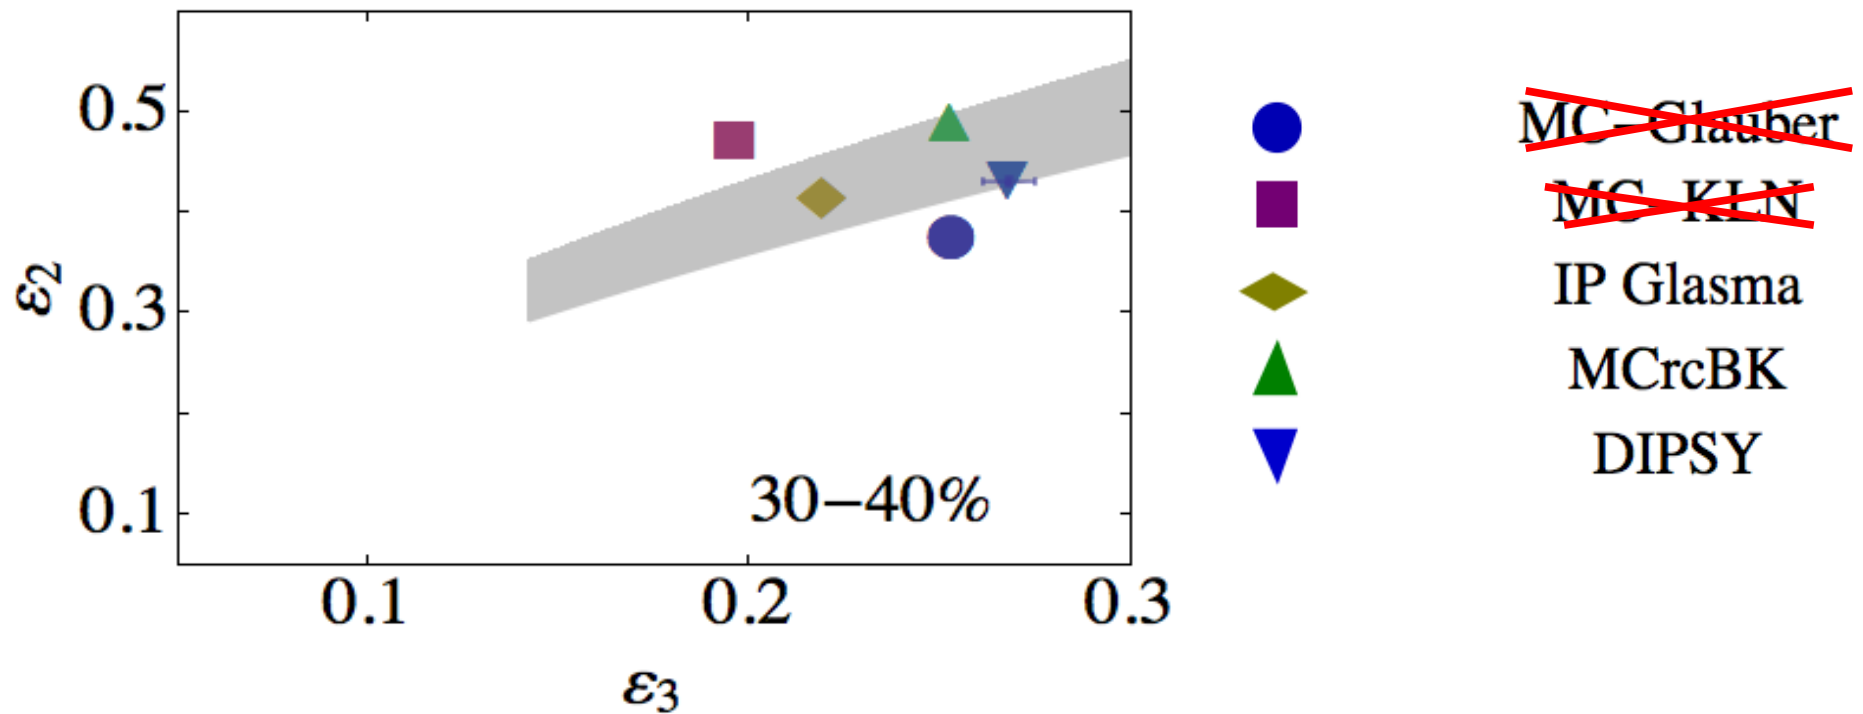 0.5
0.3
0.1
ε2
30–40%
0.1 0.2 0.3
ε3
MC–Glauber
MC–KLN
IP Glasma
MCrcBK
DIPSY